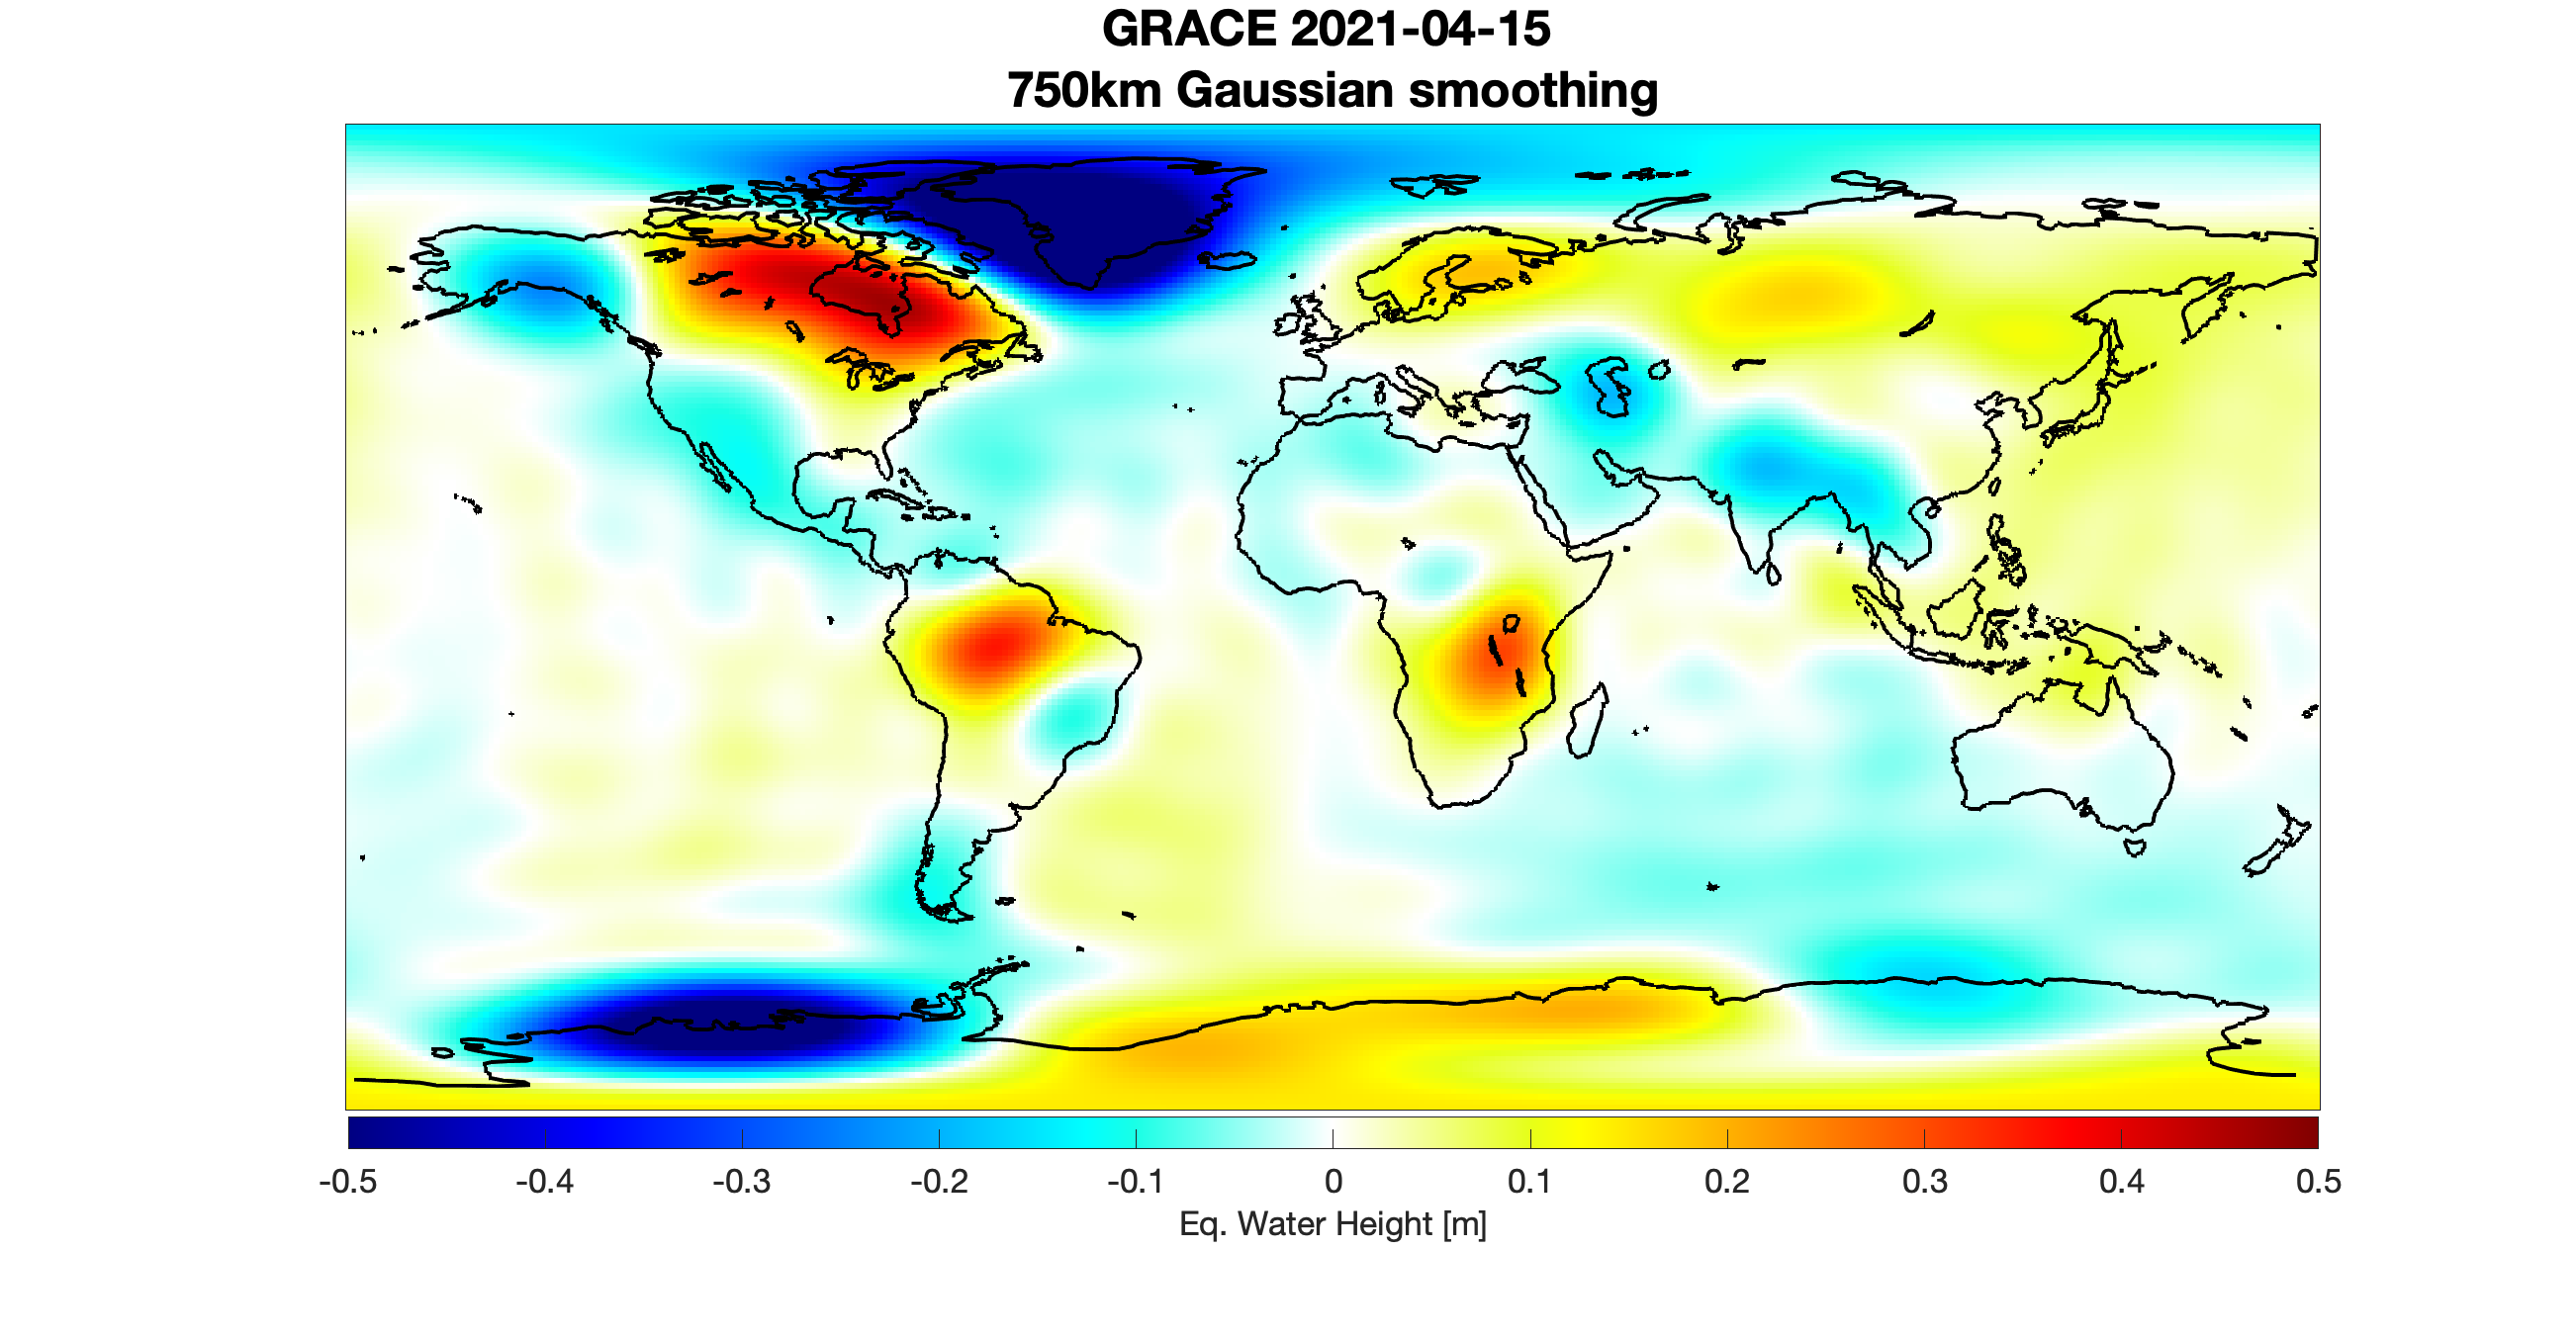 GRACE 2021-04-15
750km Gaussian smoothing
-0.5 -0.4 -0.3 -0.2 -0.1 0 0.1 0.2 0.3 0.4 0.5
Eq. Water Height [m]